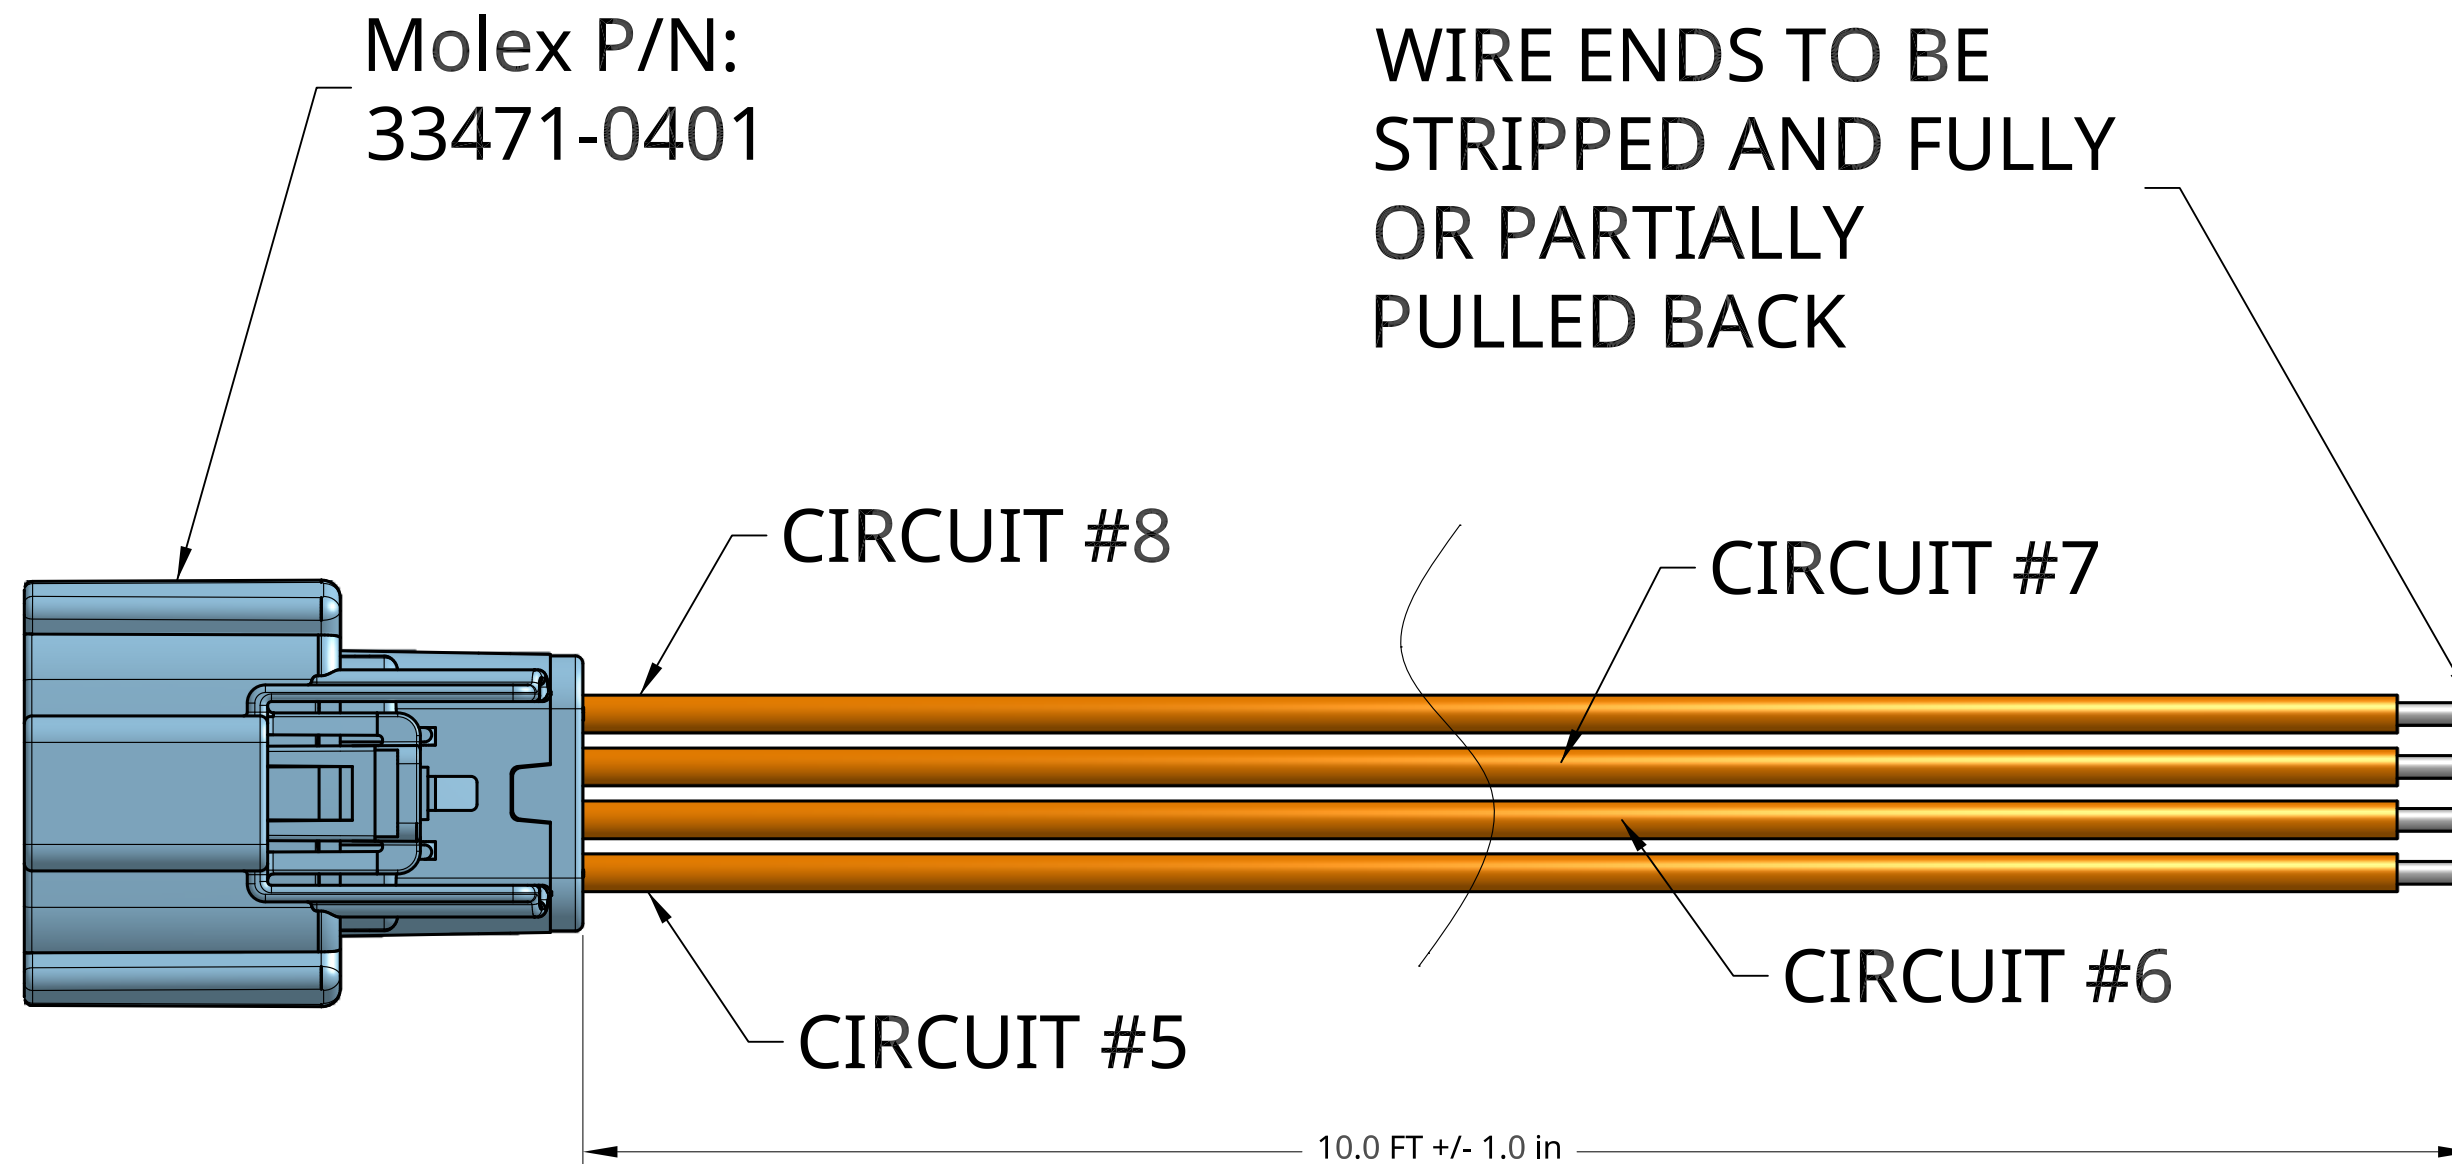 Molex P/N:
33471-0401
WIRE ENDS TO BE
STRIPPED AND FULLY
OR PARTIALLY
PULLED BACK
CIRCUIT #8
CIRCUIT #7
CIRCUIT #6
CIRCUIT #5
10.0 FT +/- 1.0 in